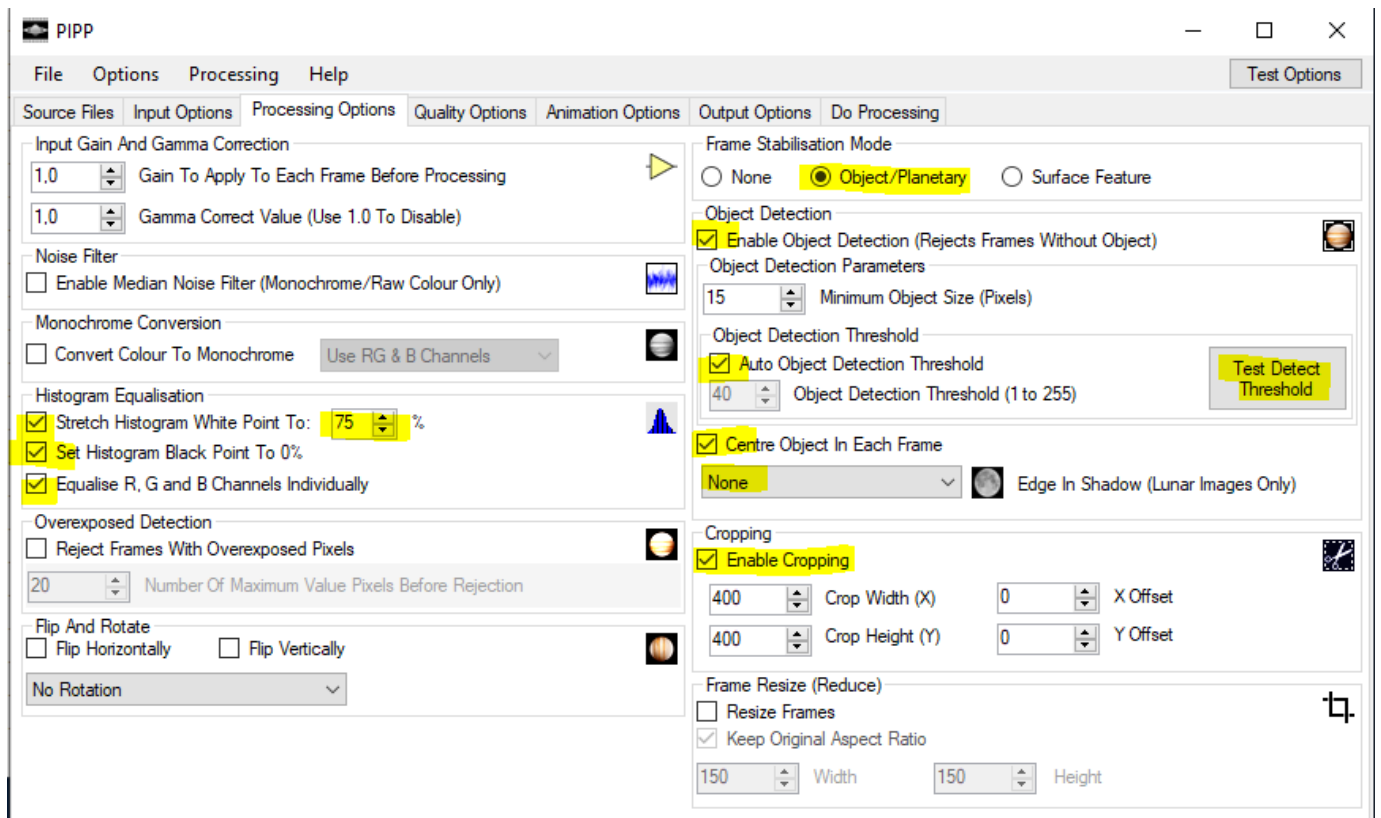 PIPP
File Options Processing Help
Test Options
Source Files Input Options Processing Options Quality Options Animation Options Output Options Do Processing
Input Gain And Gamma Correction
1,0 Gain To Apply To Each Frame Before Processing
1,0 Gamma Correct Value (Use 1.0 To Disable)
Noise Filter
Enable Median Noise Filter (Monochrome/Raw Colour Only)
Monochrome Conversion
Convert Colour To Monochrome Use RG & B Channels
Histogram Equalisation
Stretch Histogram White Point To: 75 %
Set Histogram Black Point To 0%
Equalise R, G and B Channels Individually
Overexposed Detection
Reject Frames With Overexposed Pixels
20 Number Of Maximum Value Pixels Before Rejection
Flip And Rotate
Flip Horizontally Flip Vertically
No Rotation
Frame Stabilisation Mode
None Object/Planetary Surface Feature
Object Detection
Enable Object Detection (Rejects Frames Without Object)
Object Detection Parameters
15 Minimum Object Size (Pixels)
Object Detection Threshold
Auto Object Detection Threshold
40 Object Detection Threshold (1 to 255)
Test Detect
Threshold
Centre Object In Each Frame
None Edge In Shadow (Lunar Images Only)
Cropping
Enable Cropping
400 Crop Width (X) 0 X Offset
400 Crop Height (Y) 0 Y Offset
Frame Resize (Reduce)
Resize Frames
Keep Original Aspect Ratio
150 Width 150 Height